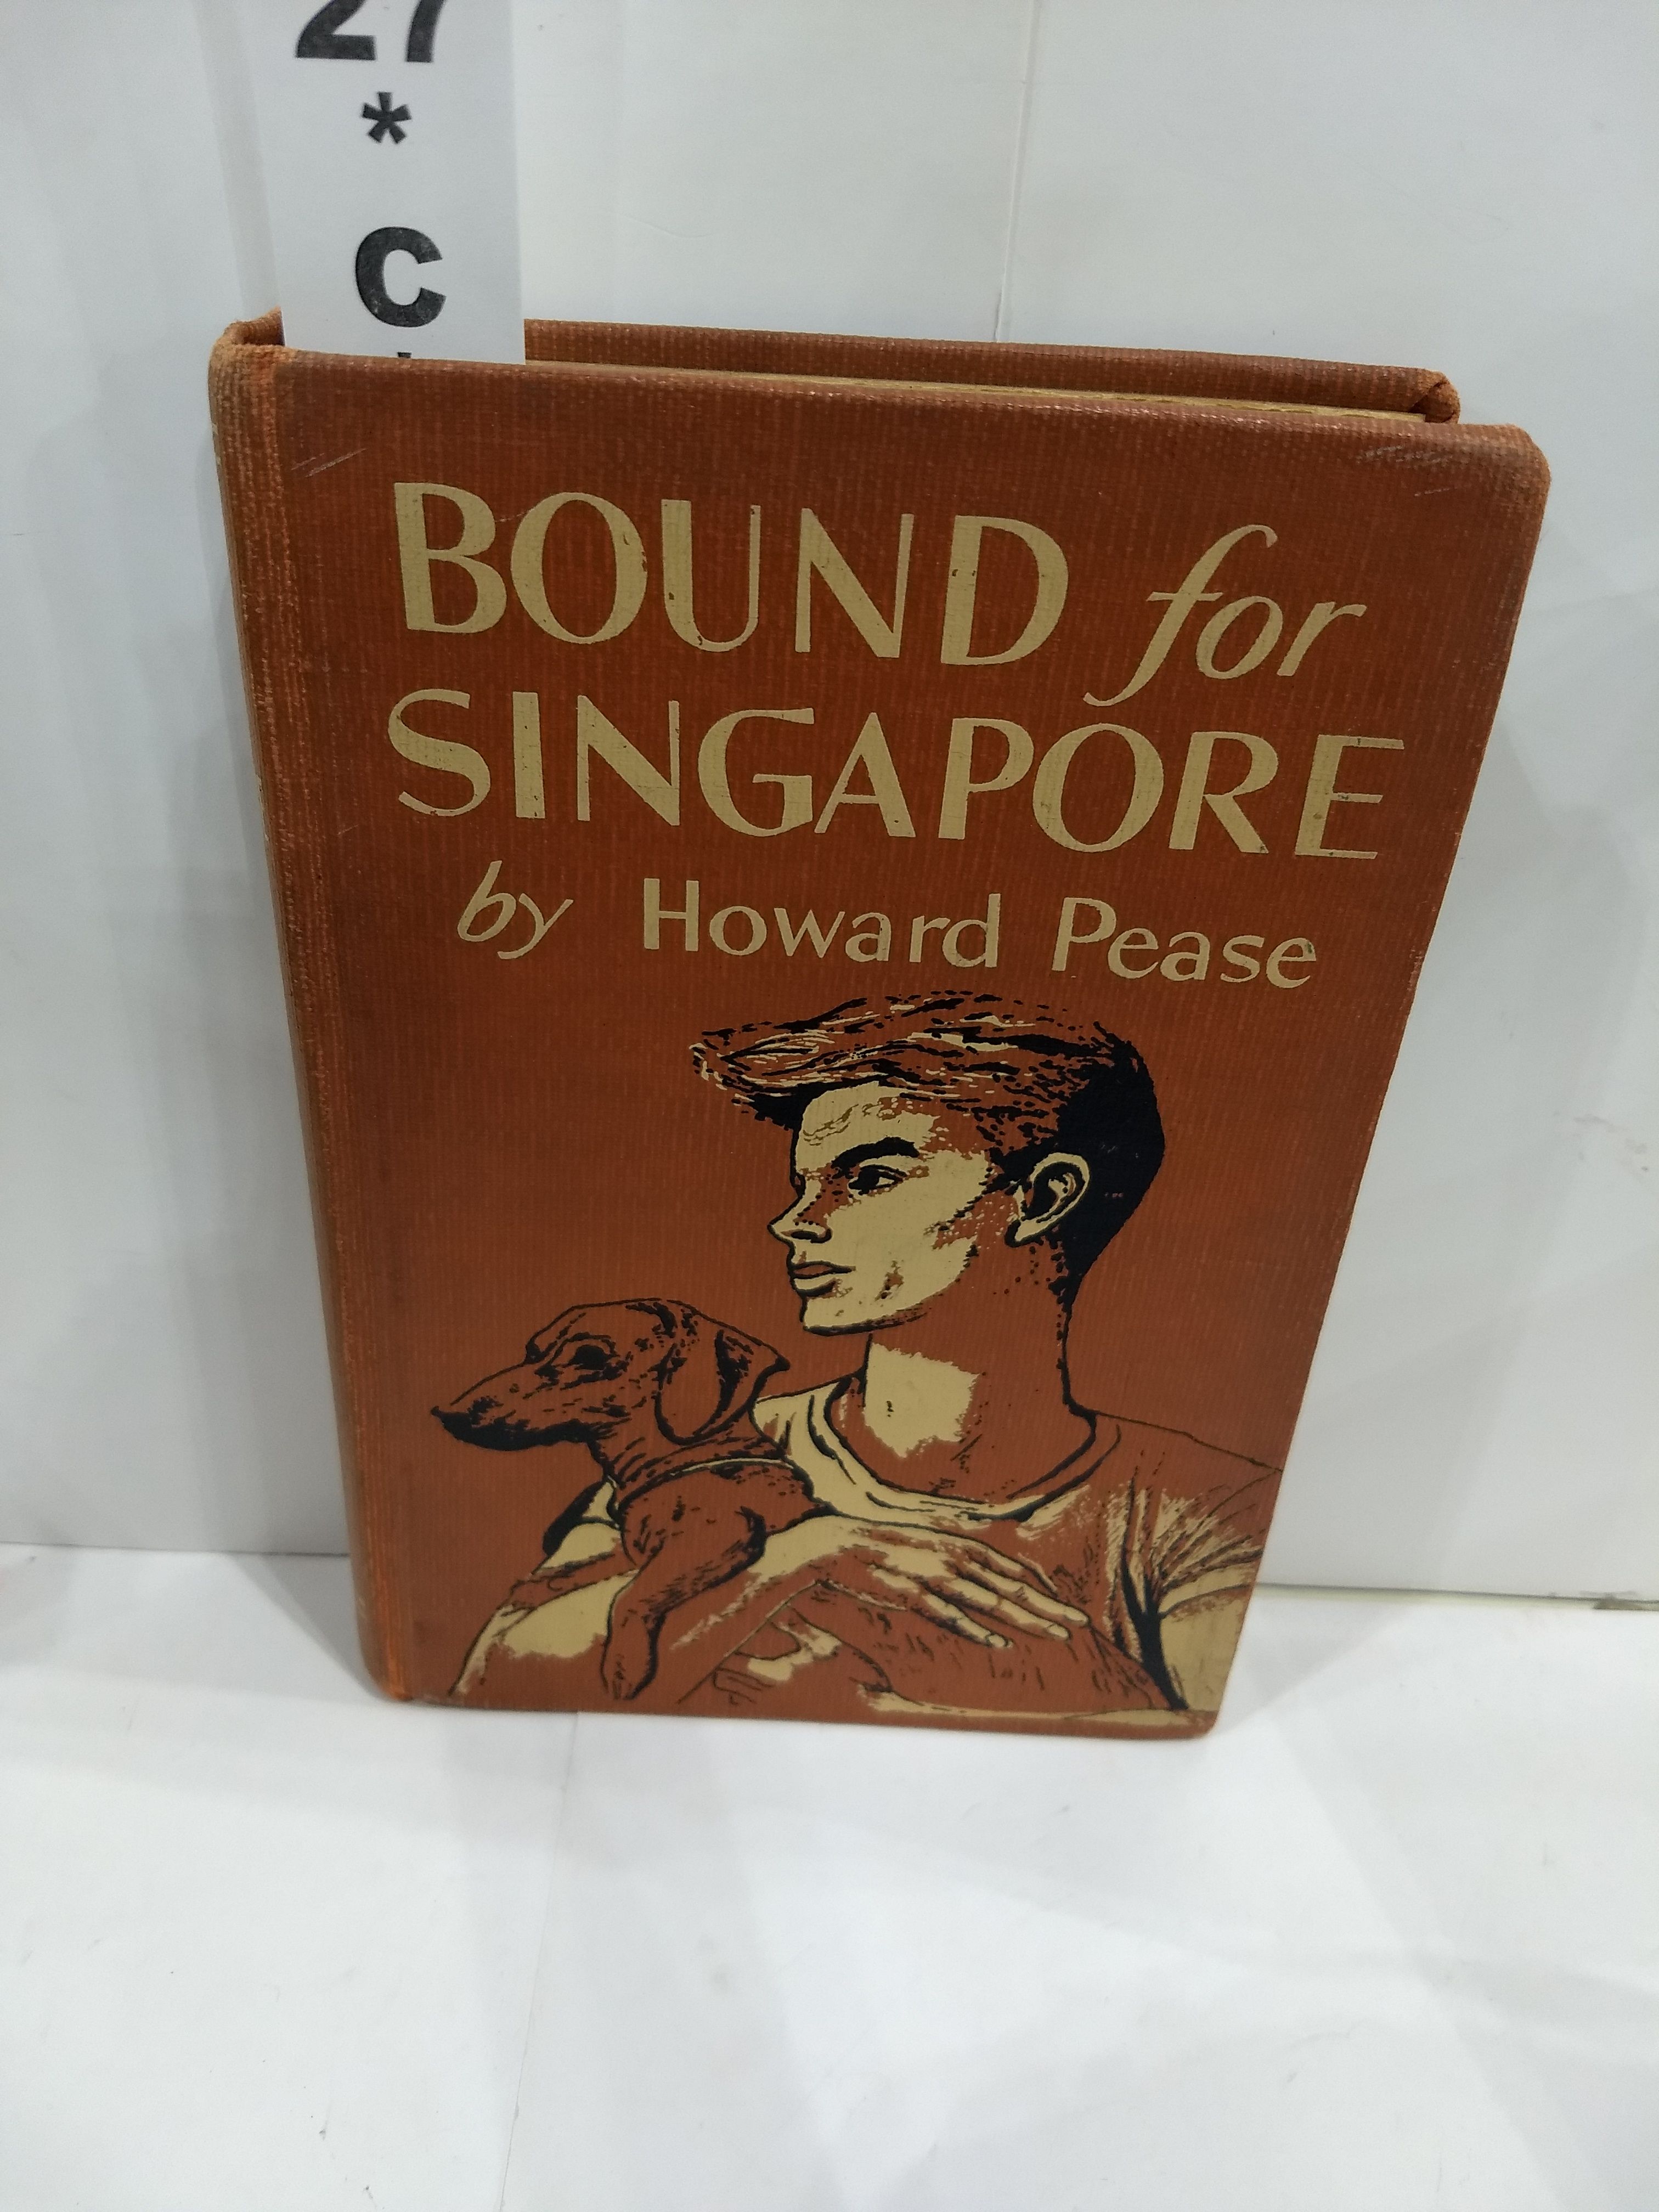 27
*
C
BOUND for
SINGAPORE
by Howard Pease